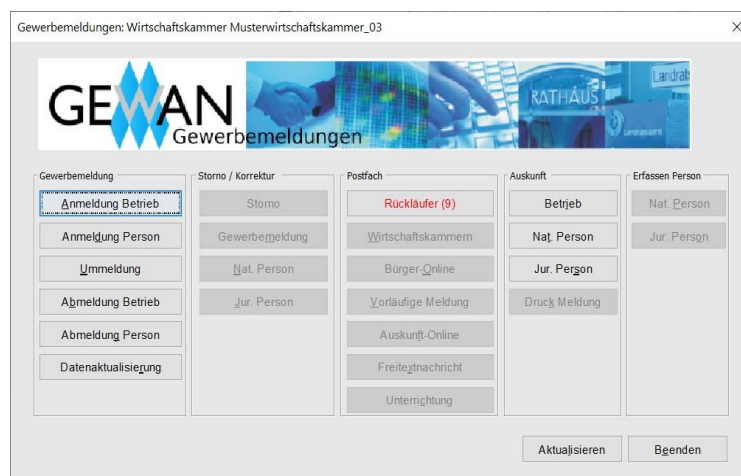 Gewerbemeldungen: Wirtschaftskammer Musterwirtschaftskammer_03
GEWAN
Gewerbemeldungen
RATHAUS
Landrats
Landratsamt
Gewerbemeldung
Anmeldung Betrieb
Anmeldung Person
Ummeldung
Abmeldung Betrieb
Abmeldung Person
Datenaktualisierung
Storno / Korrektur
Storno
Gewerbemeldung
Nat. Person
Jur. Person
Postfach
Rückläufer (9)
Wirtschaftskammern
Bürger-Online
Vorläufige Meldung
Auskunft-Online
Freitextnachricht
Unterrichtung
Auskunft
Betrieb
Nat. Person
Jur. Person
Druck Meldung
Erfassen Person
Nat. Person
Jur. Person
Aktualisieren
Beenden